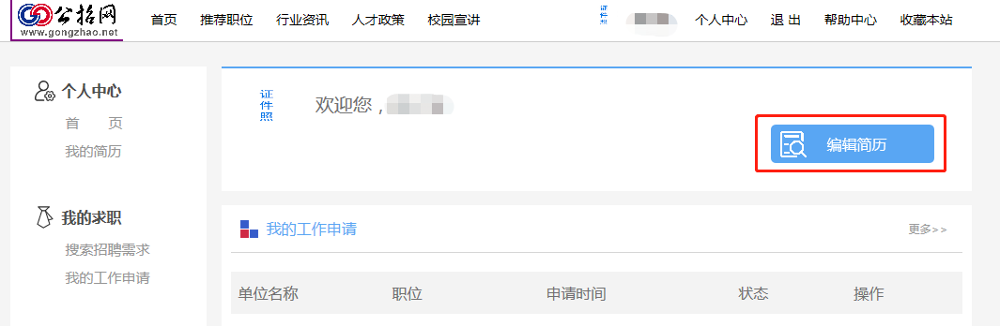 公招网
www.gongzhao.net
首页 推荐职位 行业资讯 人才政策 校园宣讲 证件照 个人中心 退 出 帮助中心 收藏本站
个人中心
首 页
我的简历
我的求职
搜索招聘需求
我的工作申请
证件照
欢迎您，
编辑简历
我的工作申请 更多>>
单位名称 职位 申请时间 状态 操作